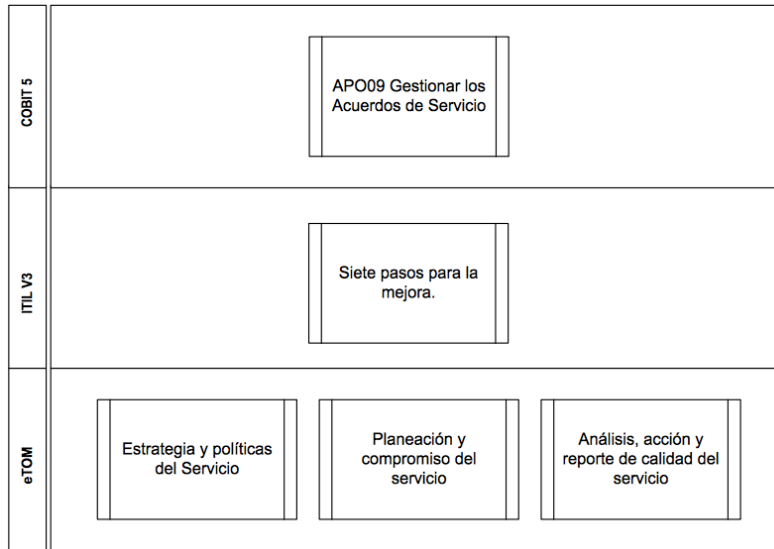 COBIT 5
APO09 Gestionar los
Acuerdos de Servicio
ITIL V3
Siete pasos para la
mejora.
eTOM
Estrategia y políticas
del Servicio
Planeación y
compromiso del
servicio
Análisis, acción y
reporte de calidad del
servicio